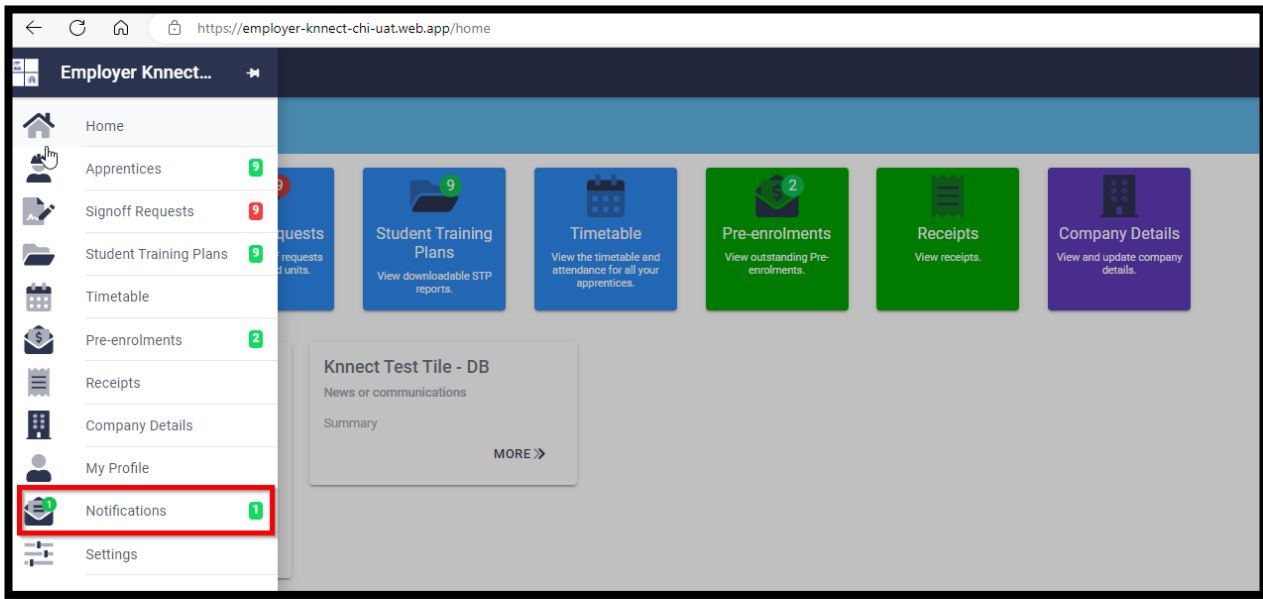 https://employer-knnect-chi-uat.web.app/home
Employer Knnect...
Home
Apprentices 9
Signoff Requests 9
Student Training Plans 9
Timetable
Pre-enrolments 2
Receipts
Company Details
My Profile
1
Notifications 1
Settings
9
quests
requests
d units.
9
Student Training
Plans
View downloadable STP
reports.
Timetable
View the timetable and
attendance for all your
apprentices.
2
Pre-enrolments
View outstanding Pre-
enrolments.
Receipts
View receipts.
Company Details
View and update company
details.
Knnect Test Tile - DB
News or communications
Summary
MORE